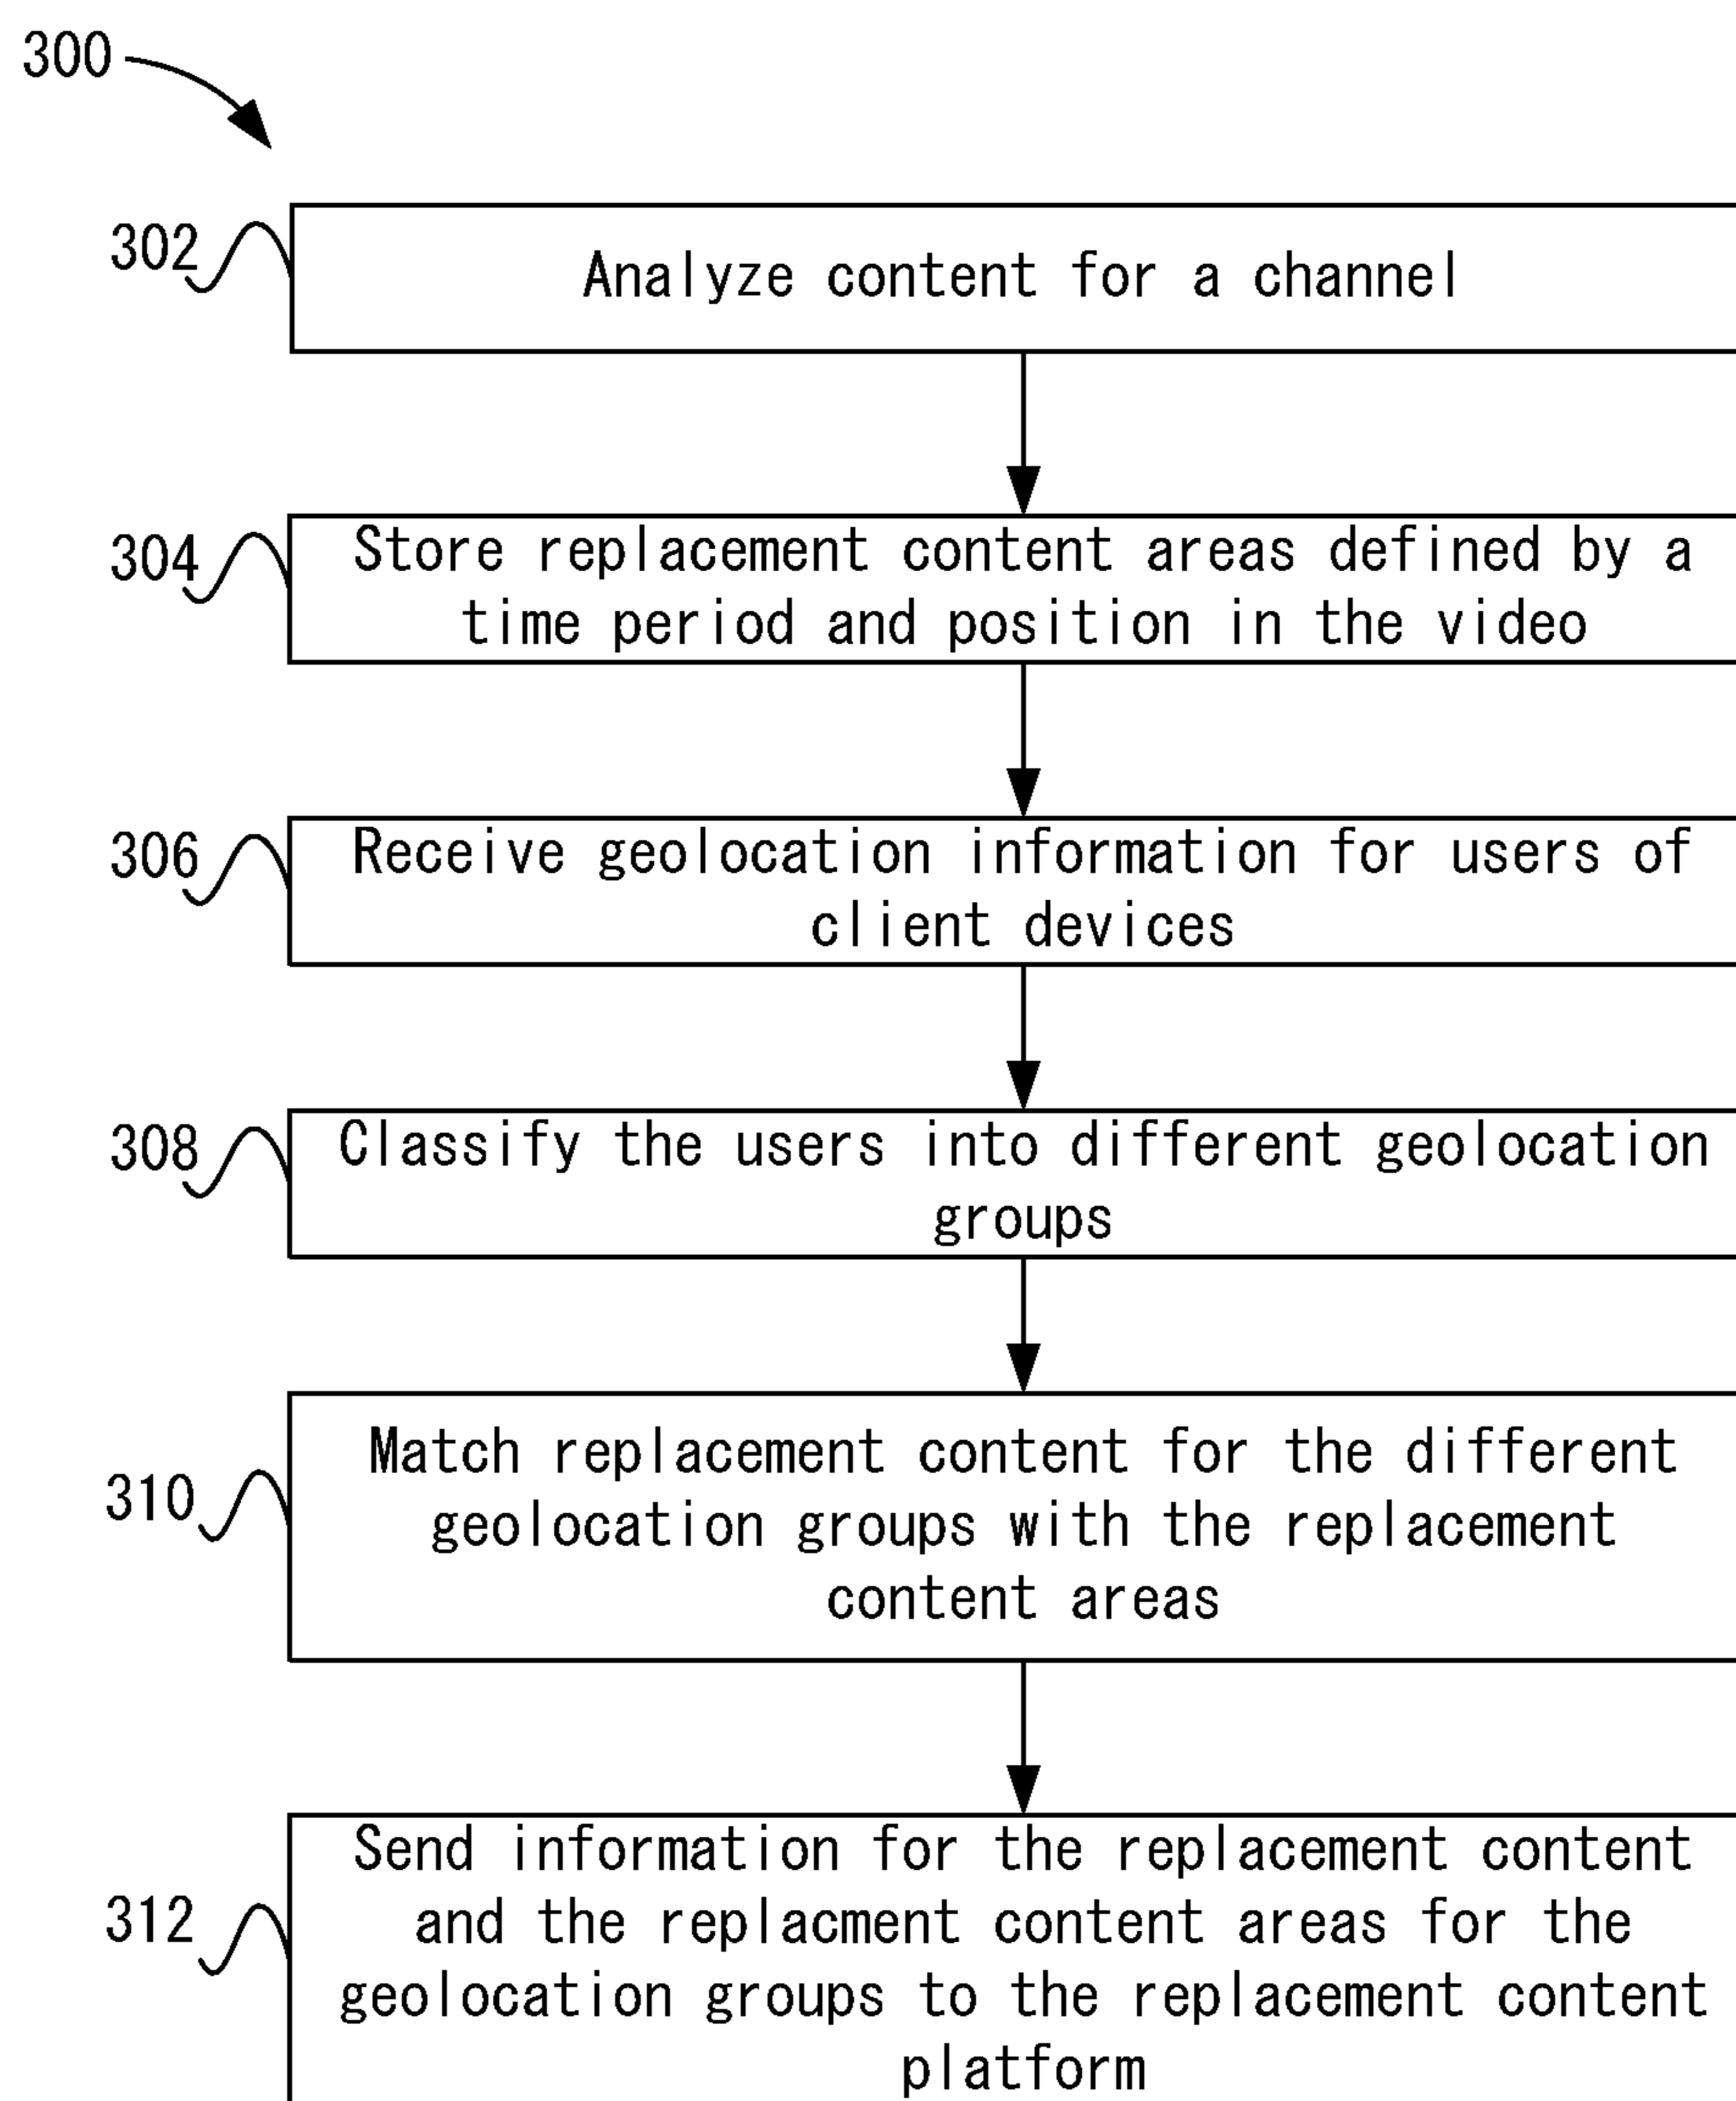 300
302
Analyze content for a channel
304
Store replacement content areas defined by a
time period and position in the video
306
Receive geolocation information for users of
client devices
308
Classify the users into different geolocation
groups
310
Match replacement content for the different
geolocation groups with the replacement
content areas
312
Send information for the replacement content
and the replacment content areas for the
geolocation groups to the replacement content
platform